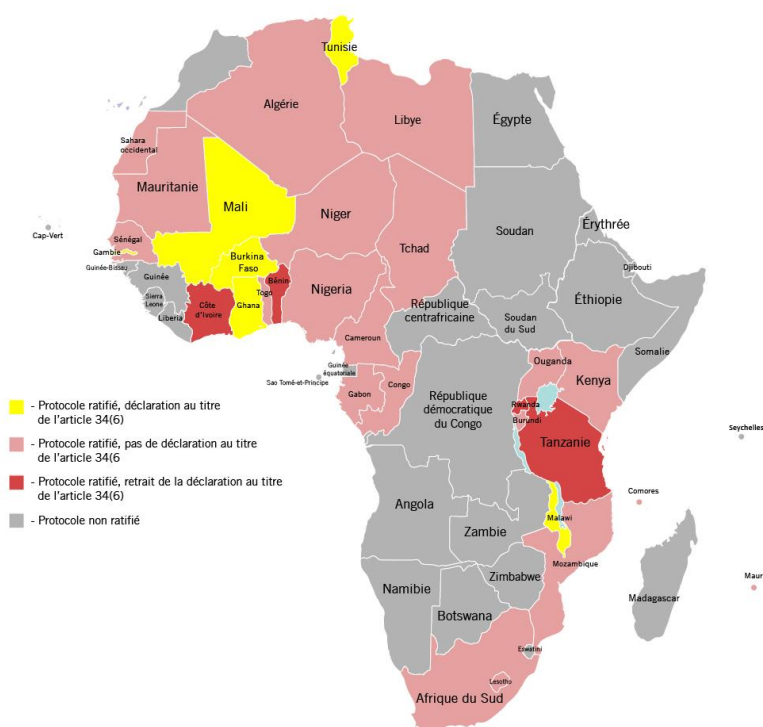 Tunisie
Algérie
Libye
Égypte
Sahara
occidental
Mauritanie
Mali
Niger
Tchad
Soudan
Érythrée
Cap-Vert
Sénégal
Gambie
Guinée-Bissau
Guinée
Sierra
Leone
Liberia
Côte
d'Ivoire
Burkina
Faso
Ghana
Togo
Bénin
Nigeria
Cameroun
République
centrafricaine
Soudan
du Sud
Éthiopie
Djibouti
Somalie
Guinée
équatoriale
Sao Tomé-et-Principe
Gabon
Congo
République
démocratique
du Congo
Ouganda
Kenya
Rwanda
Burundi
Tanzanie
Seychelles
Comores
Angola
Zambie
Malawi
Mozambique
Zimbabwe
Namibie
Botswana
Madagascar
Maur
Eswatini
Lesotho
Afrique du Sud
- Protocole ratifié, déclaration au titre
de l'article 34(6)
- Protocole ratifié, pas de déclaration au titre
de l'article 34(6
- Protocole ratifié, retrait de la déclaration au titre
de l'article 34(6)
- Protocole non ratifié